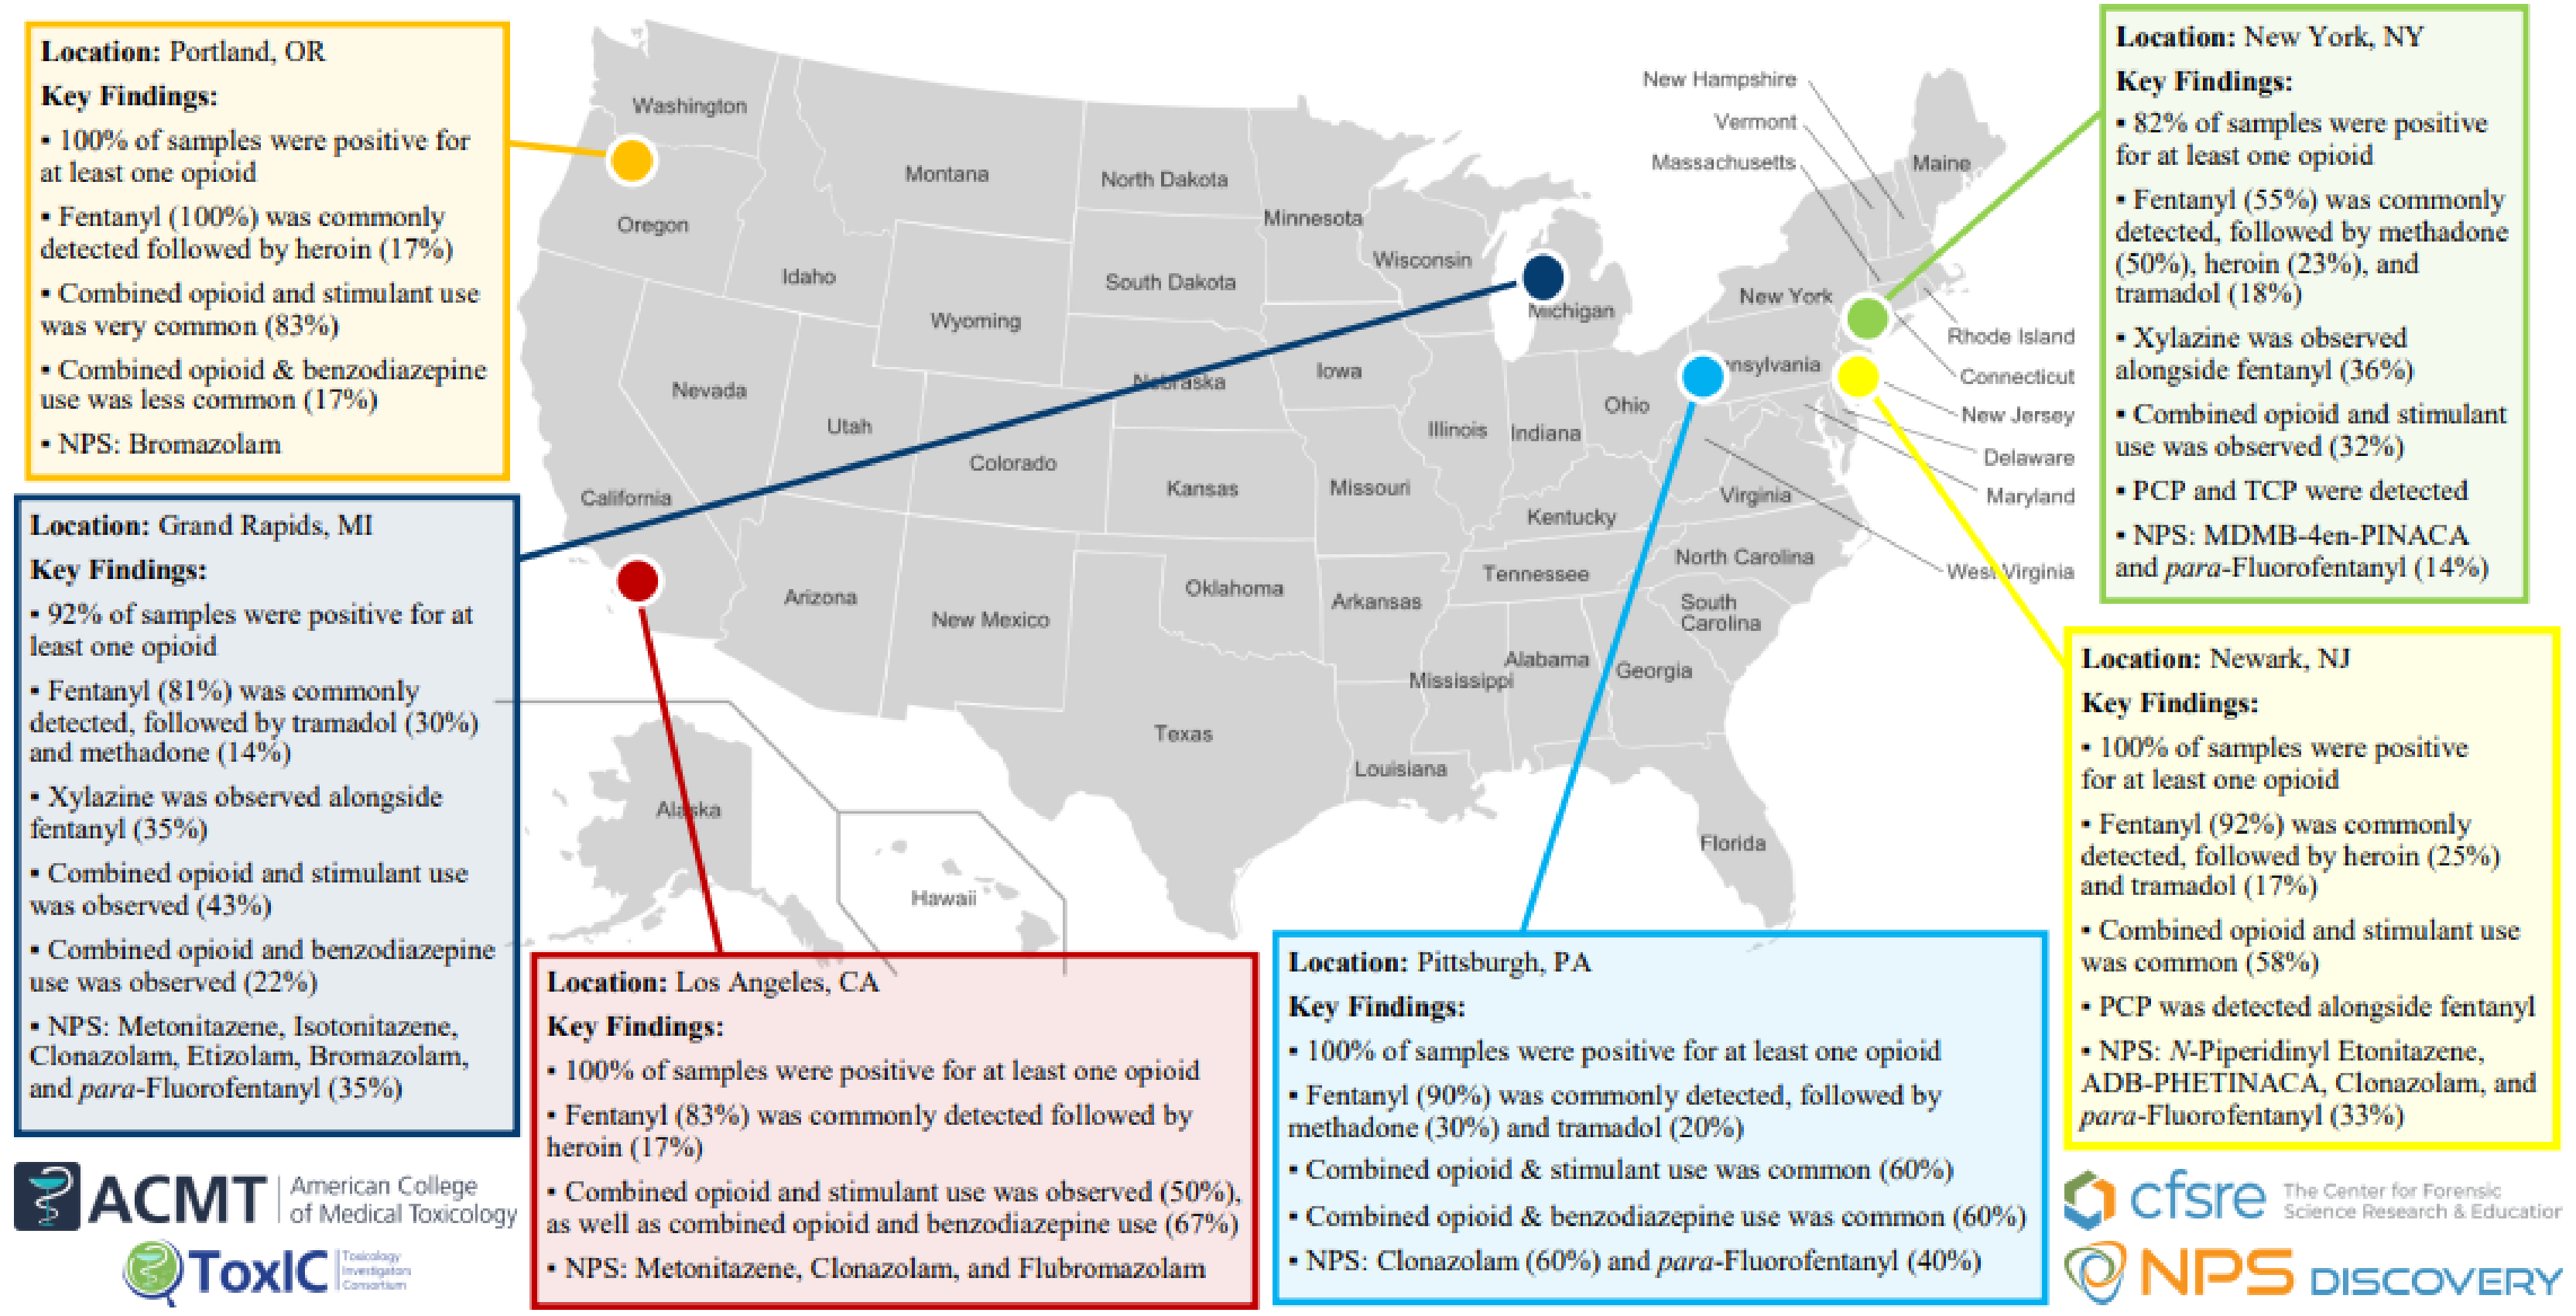 Location: Portland, OR
Key Findings:
▪ 100% of samples were positive for
at least one opioid
▪ Fentanyl (100%) was commonly
detected followed by heroin (17%)
▪ Combined opioid and stimulant use
was very common (83%)
▪ Combined opioid & benzodiazepine
use was less common (17%)
▪ NPS: Bromazolam
Location: Grand Rapids, MI
Key Findings:
▪ 92% of samples were positive for at
least one opioid
▪ Fentanyl (81%) was commonly
detected, followed by tramadol (30%)
and methadone (14%)
▪ Xylazine was observed alongside
fentanyl (35%)
▪ Combined opioid and stimulant use
was observed (43%)
▪ Combined opioid and benzodiazepine
use was observed (22%)
▪ NPS: Metonitazene, Isotonitazene,
Clonazolam, Etizolam, Bromazolam,
and para-Fluorofentanyl (35%)
Washington
Oregon
California
Nevada
Idaho
Montana
Wyoming
Utah
Colorado
Arizona
New Mexico
North Dakota
South Dakota
Nebraska
Kansas
Oklahoma
Texas
Minnesota
Iowa
Missouri
Arkansas
Louisiana
Wisconsin
Illinois
Michigan
Indiana
Ohio
Kentucky
Tennessee
Mississippi
Alabama
Georgia
Florida
South
Carolina
North Carolina
Virginia
West Virginia
nnsylvania
New York
New Hampshire
Vermont
Massachusetts
Maine
Rhode Island
Connecticut
New Jersey
Delaware
Maryland
Alaska
Hawaii
Location: New York, NY
Key Findings:
▪ 82% of samples were positive
for at least one opioid
▪ Fentanyl (55%) was commonly
detected, followed by methadone
(50%), heroin (23%), and
tramadol (18%)
▪ Xylazine was observed
alongside fentanyl (36%)
▪ Combined opioid and stimulant
use was observed (32%)
▪ PCP and TCP were detected
▪ NPS: MDMB-4en-PINACA
and para-Fluorofentanyl (14%)
Location: Newark, NJ
Key Findings:
▪ 100% of samples were positive
for at least one opioid
▪ Fentanyl (92%) was commonly
detected, followed by heroin (25%)
and tramadol (17%)
▪ Combined opioid and stimulant use
was common (58%)
▪ PCP was detected alongside fentanyl
▪ NPS: N-Piperidinyl Etonitazene,
ADB-PHETINACA, Clonazolam, and
para-Fluorofentanyl (33%)
Location: Los Angeles, CA
Key Findings:
▪ 100% of samples were positive for at least one opioid
▪ Fentanyl (83%) was commonly detected followed by
heroin (17%)
▪ Combined opioid and stimulant use was observed (50%),
as well as combined opioid and benzodiazepine use (67%)
▪ NPS: Metonitazene, Clonazolam, and Flubromazolam
Location: Pittsburgh, PA
Key Findings:
▪ 100% of samples were positive for at least one opioid
▪ Fentanyl (90%) was commonly detected, followed by
methadone (30%) and tramadol (20%)
▪ Combined opioid & stimulant use was common (60%)
▪ Combined opioid & benzodiazepine use was common (60%)
▪ NPS: Clonazolam (60%) and para-Fluorofentanyl (40%)
ACMT
American College
of Medical Toxicology
ToxIC
Toxicology
Investigators
Consortium
cfsre
The Center for Forensic
Science Research & Education
NPS DISCOVERY